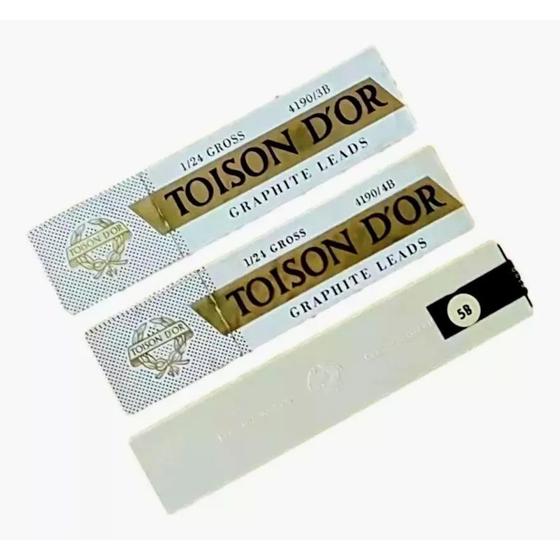 1/24 GROSS 4190/3B
TOISON D'OR
GRAPHITE LEADS
TOISON D'OR
1/24 GROSS 4190/4B
TOISON D'OR
GRAPHITE LEADS
TOISON D'OR
5B